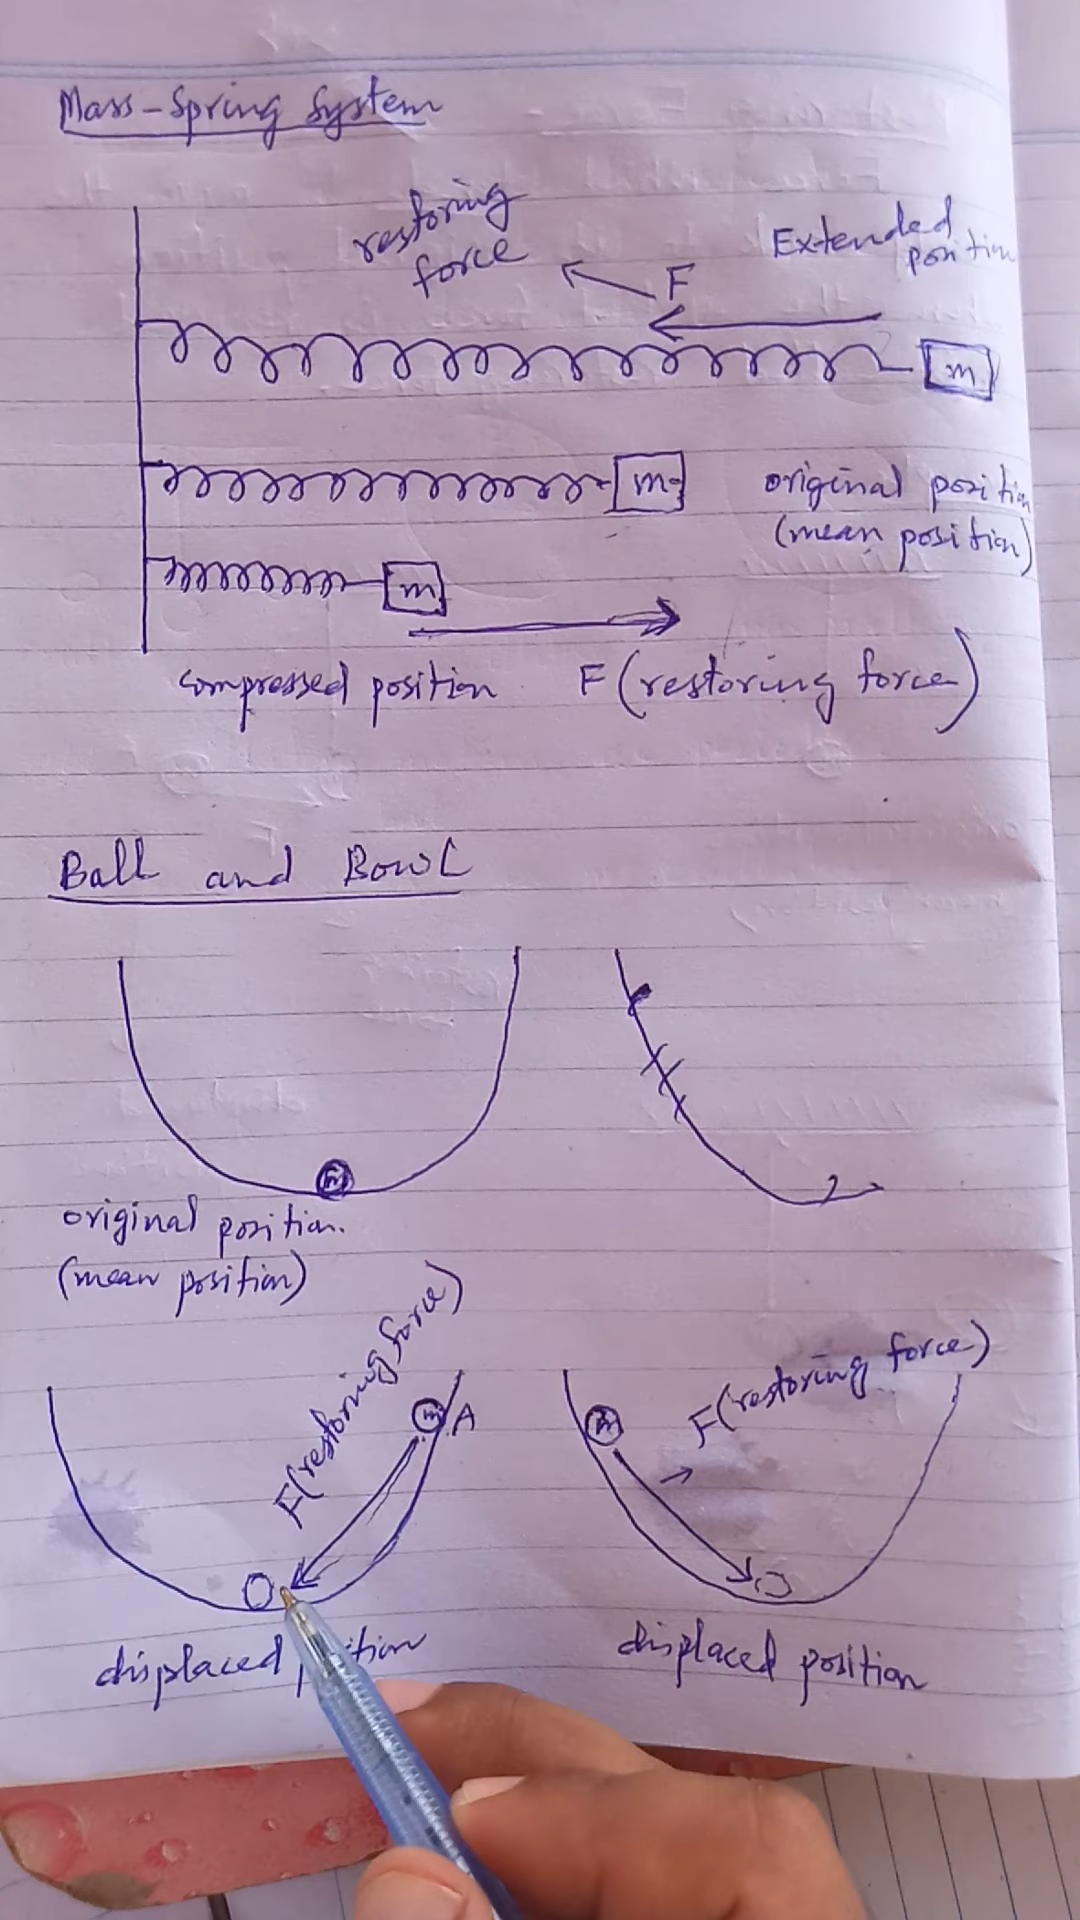 Mass-Spring System
restoring
force
Extended
position
F
m
m
original position
(mean position)
m
compressed position
F (restoring force)
Ball and Bowl
m
original position.
(mean position)
F(restoring force)
m A
m
F(restoring force)
displaced
displaced position